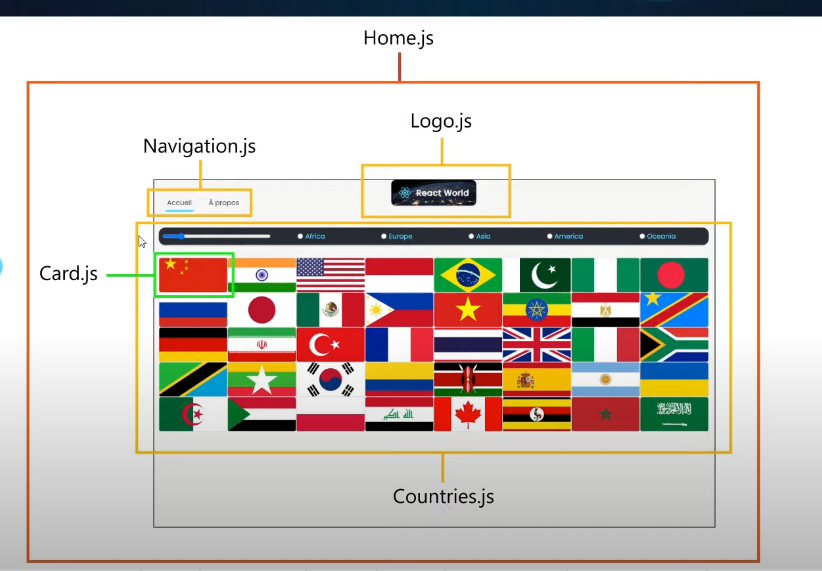 Home.js
Logo.js
Navigation.js
React World
Accueil À propos
Africa Europe Asia America Oceania
Card.js
Countries.js